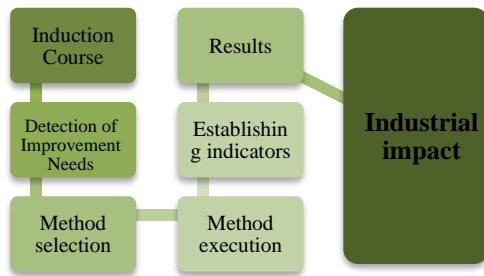 Induction
Course
Detection of
Improvement
Needs
Method
selection
Method
execution
Establishin
g indicators
Results
Industrial
impact